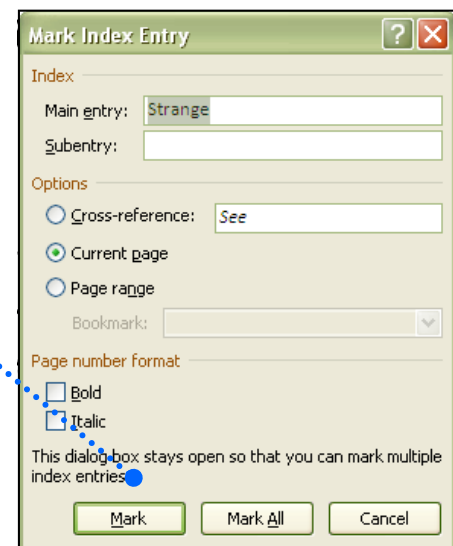 Mark Index Entry
Index
Main entry: Strange
Subentry:
Options
Cross-reference: See
Current page
Page range
Bookmark:
Page number format
Bold
Italic
This dialog box stays open so that you can mark multiple
index entries.
Mark Mark All Cancel